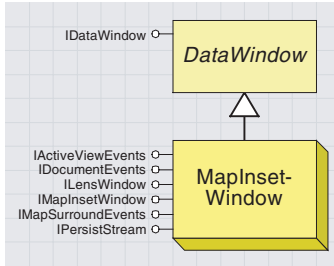 IDataWindow
DataWindow
IActiveViewEvents
IDocumentEvents
ILensWindow
IMapInsetWindow
IMapSurroundEvents
IPersistStream
MapInset-
Window